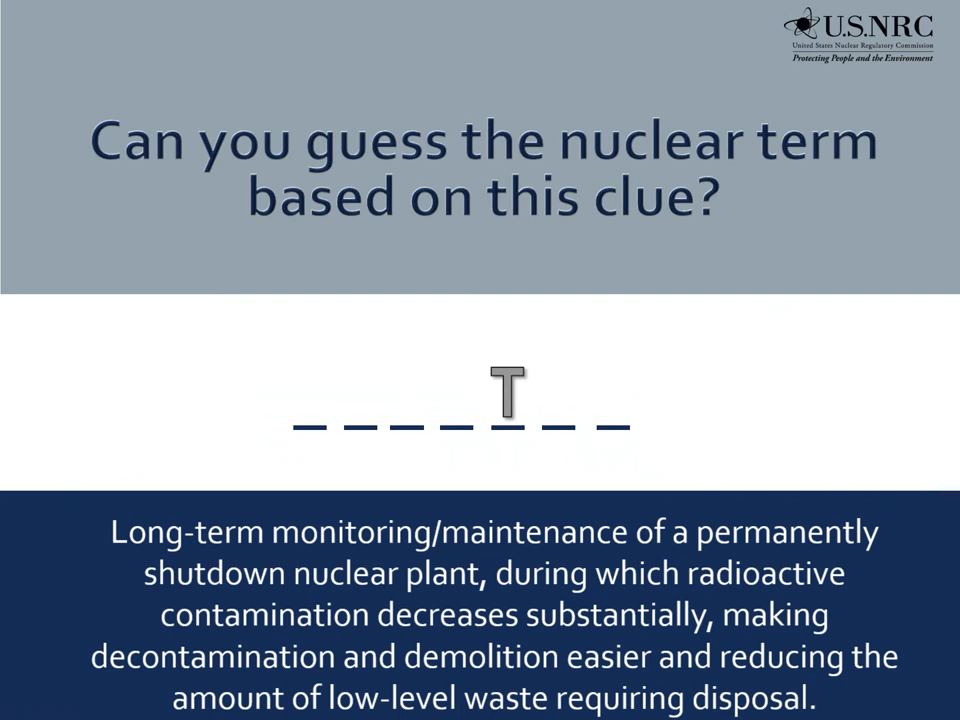 U.S.NRC
United States Nuclear Regulatory Commission
Protecting People and the Environment
Can you guess the nuclear term
based on this clue?
_ _ _ _ T _ _
Long-term monitoring/maintenance of a permanently
shutdown nuclear plant, during which radioactive
contamination decreases substantially, making
decontamination and demolition easier and reducing the
amount of low-level waste requiring disposal.